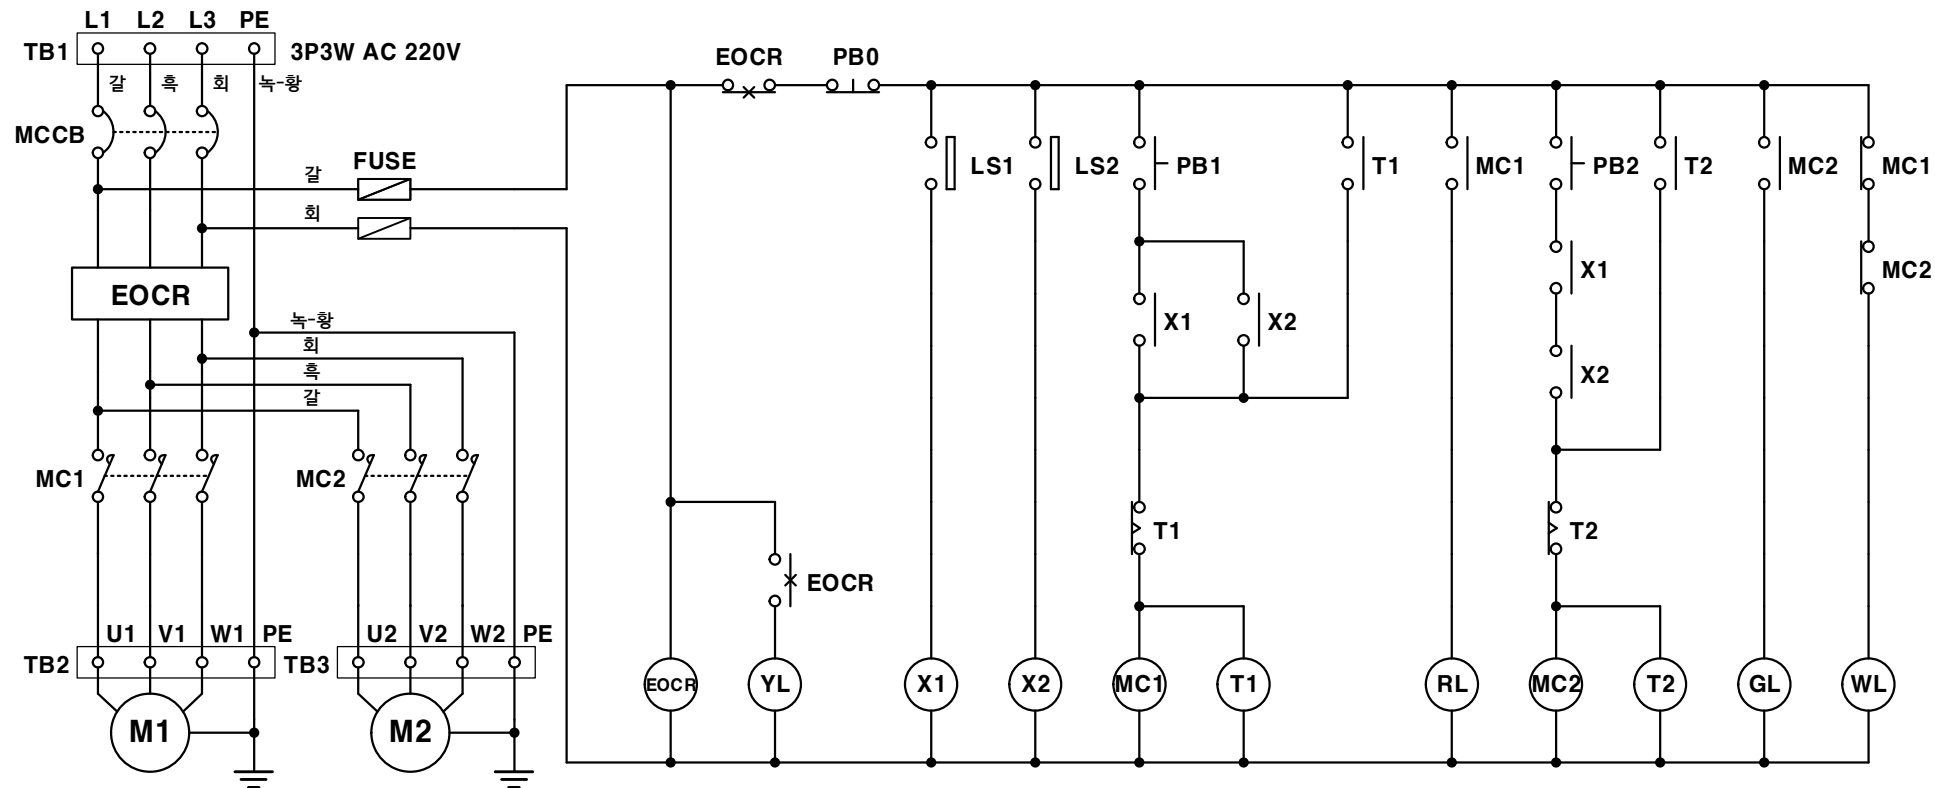 L1 L2 L3 PE
TB1 3P3W AC 220V
갈 흑 회 녹-황
MCCB
FUSE
갈
회
EOCR
녹-황
회
흑
갈
MC1 MC2
U1 V1 W1 PE
U2 V2 W2 PE
TB2 TB3
M1 M2
EOCR PB0
LS1 LS2 PB1 T1 MC1 PB2 T2 MC2 MC1
X1 MC2
X1 X2
X2
T1 T2
EOCR
EOCR YL X1 X2 MC1 T1 RL MC2 T2 GL WL